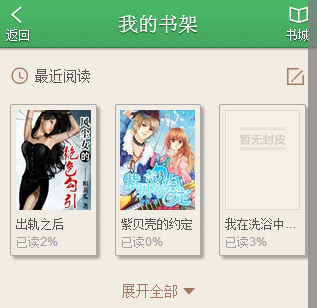 返回
我的书架
书城
最近阅读
风尘女的
绝色勾引
著
暂无封皮
出轨之后
紫贝壳的约定
我在洗浴中...
已读2%
已读0%
已读3%
展开全部